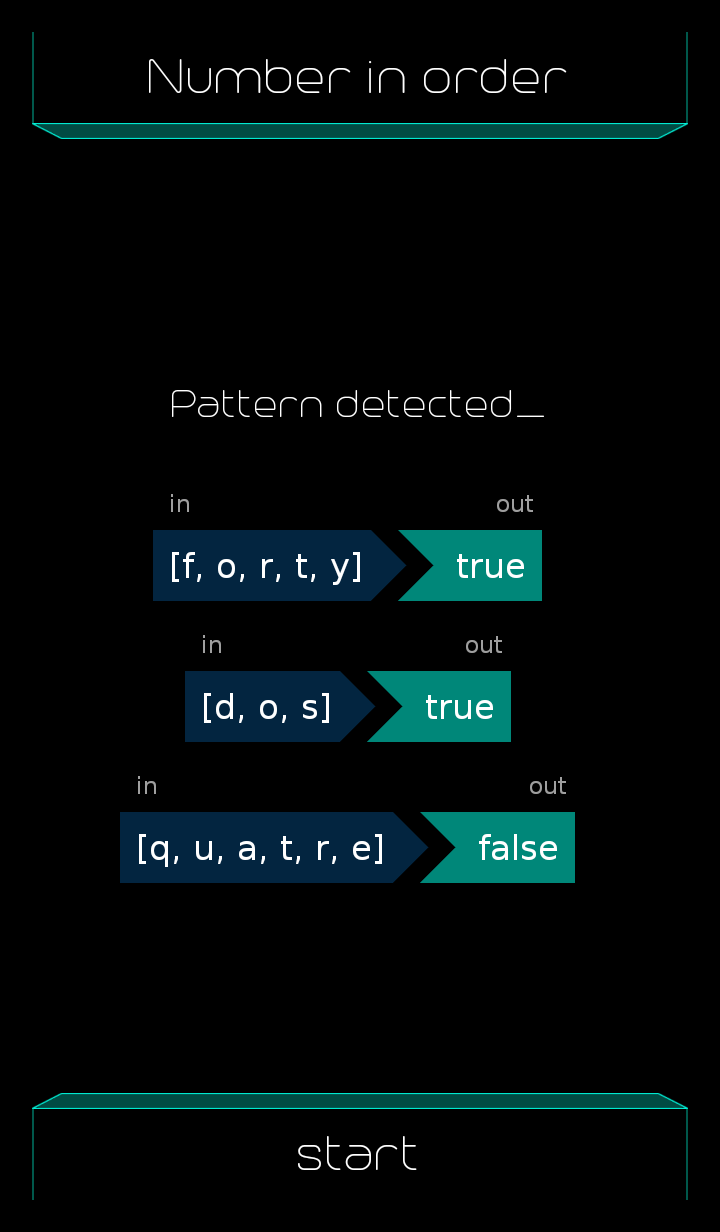 Number in order
Pattern detected_
in out
[f, o, r, t, y] true
in out
[d, o, s] true
in out
[q, u, a, t, r, e] false
start